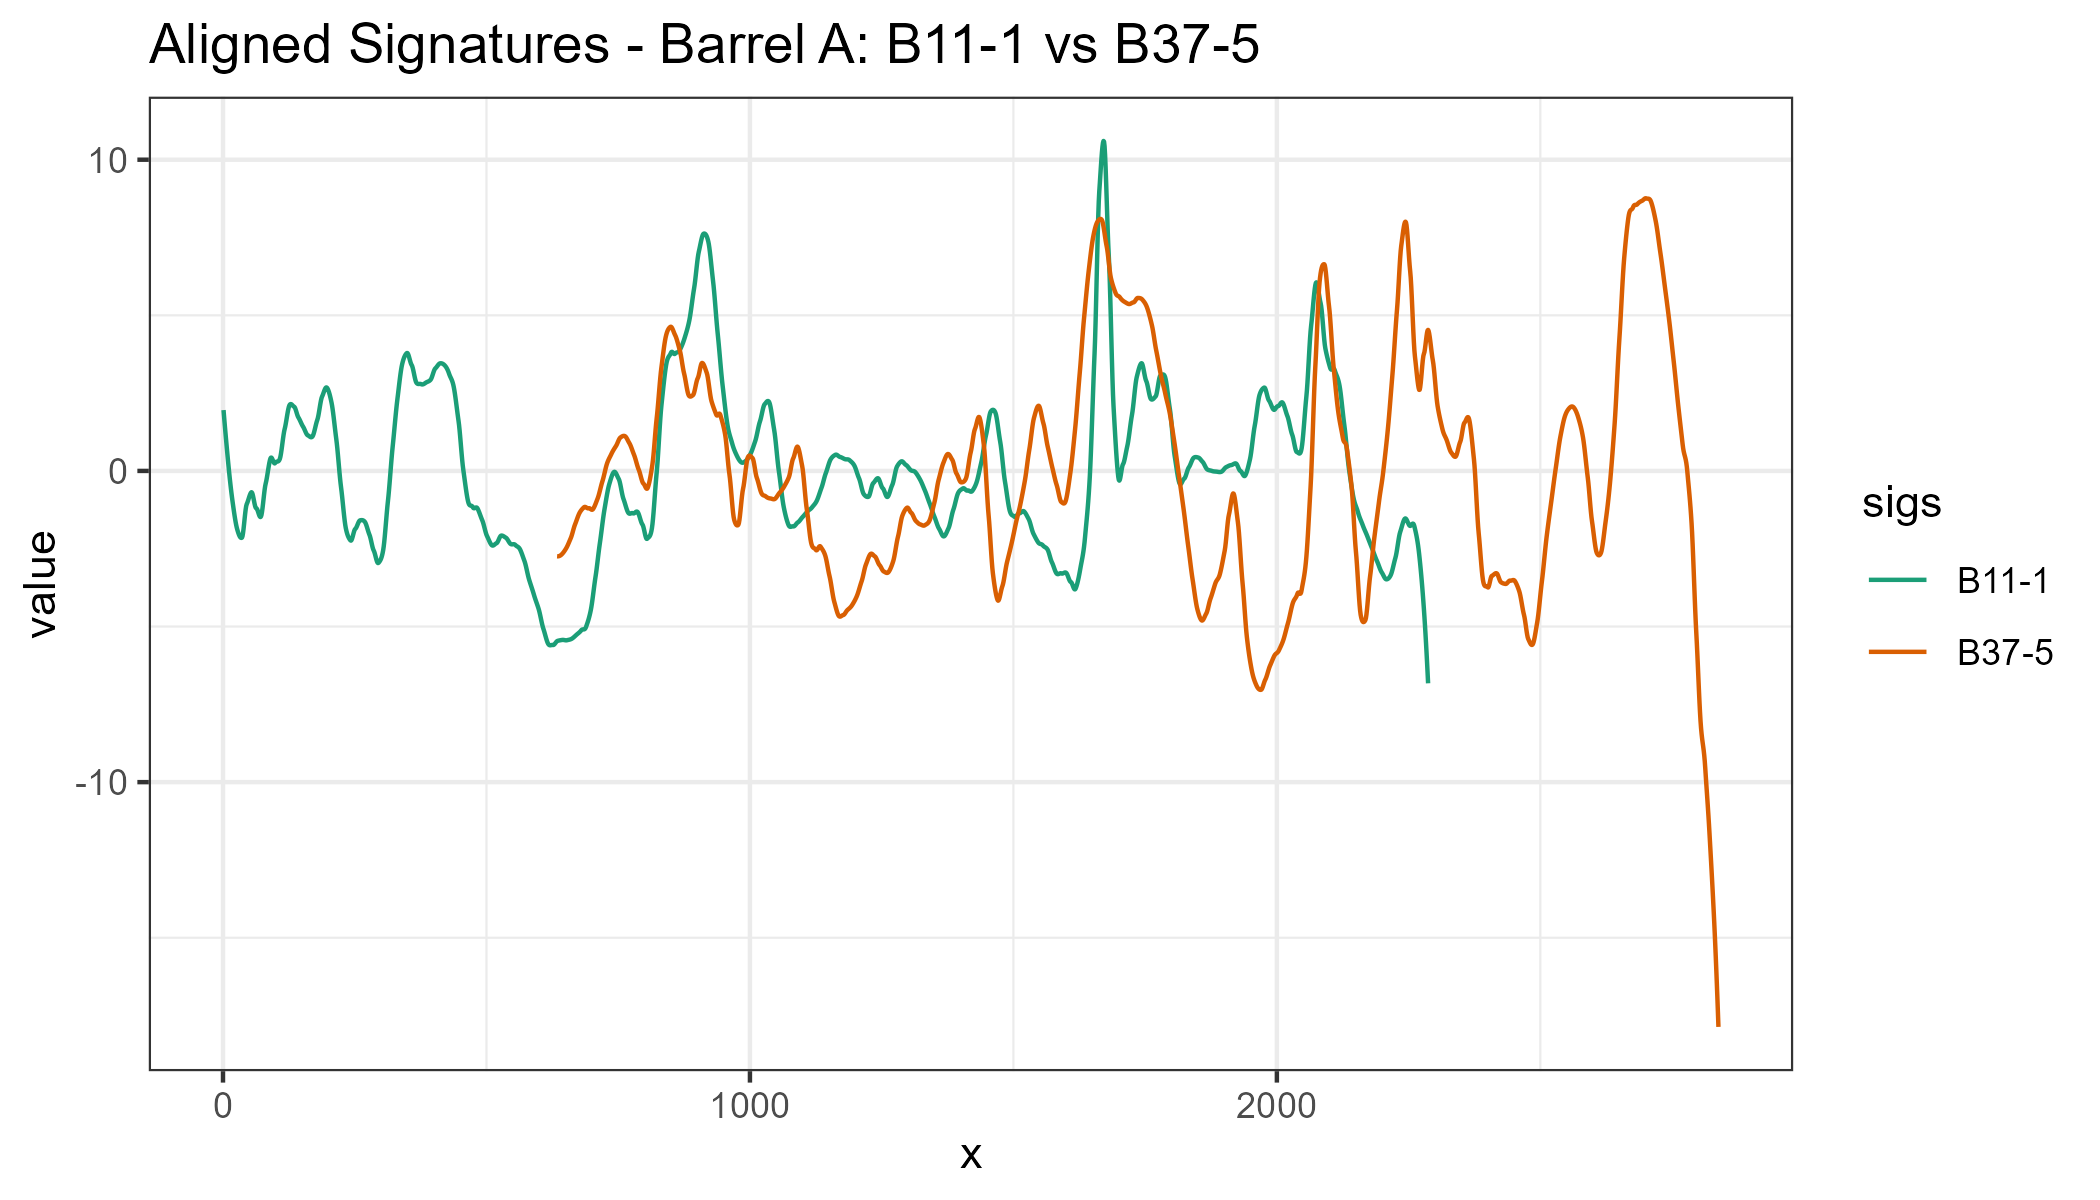 Aligned Signatures - Barrel A: B11-1 vs B37-5
10
0
-10
value
0 1000 2000
x
sigs
B11-1
B37-5